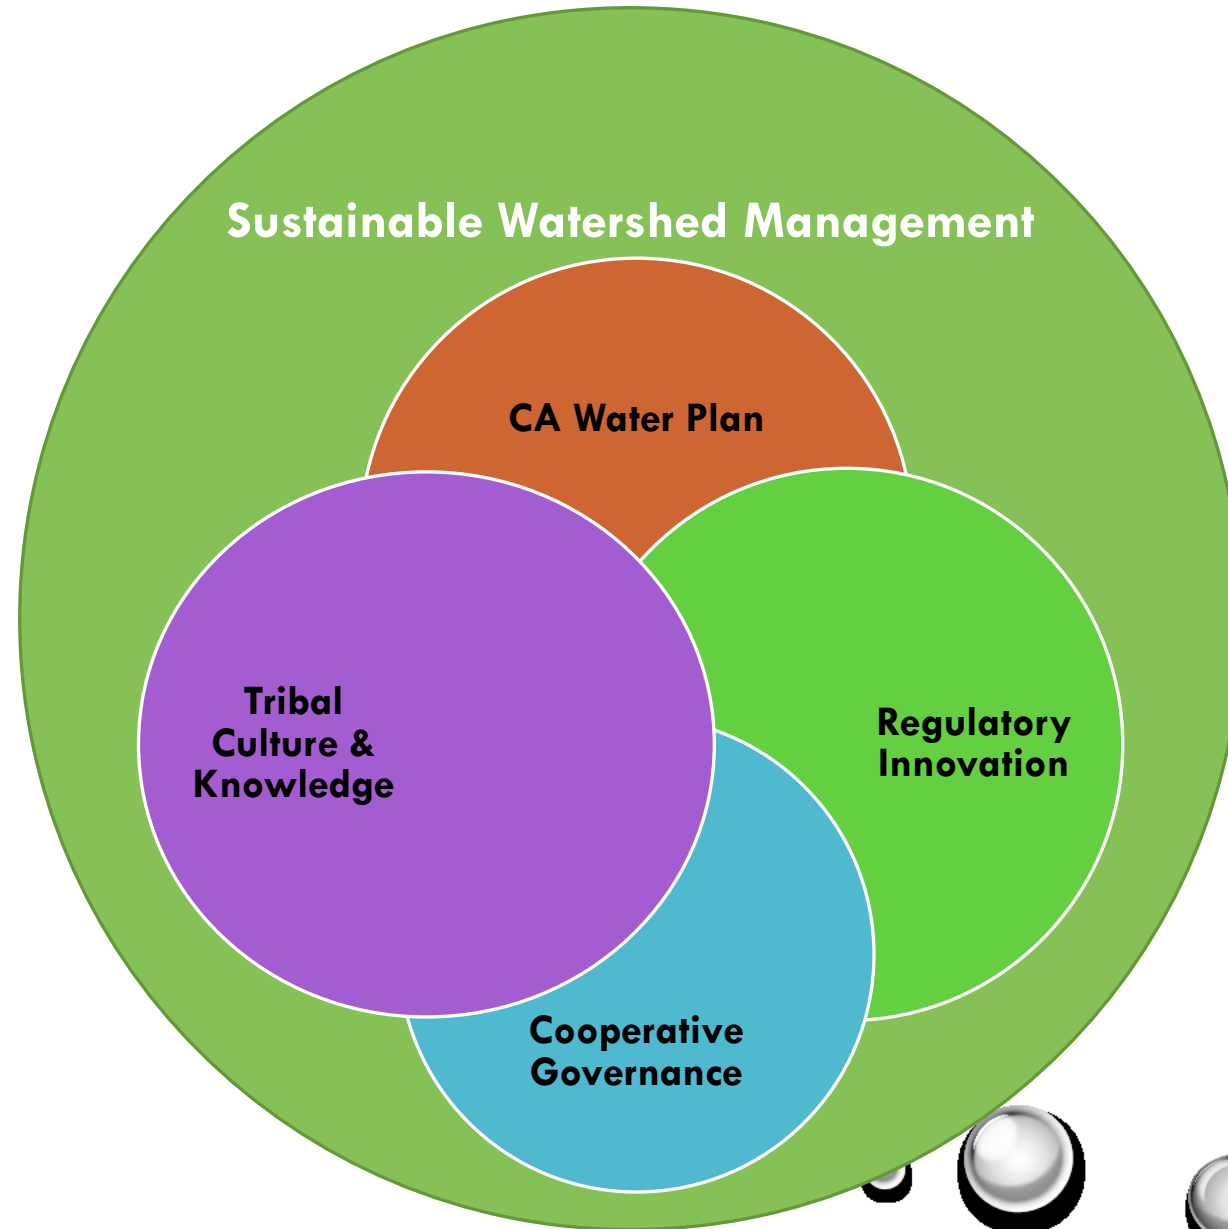 Sustainable Watershed Management
CA Water Plan
Tribal
Culture &
Knowledge
Regulatory
Innovation
Cooperative
Governance